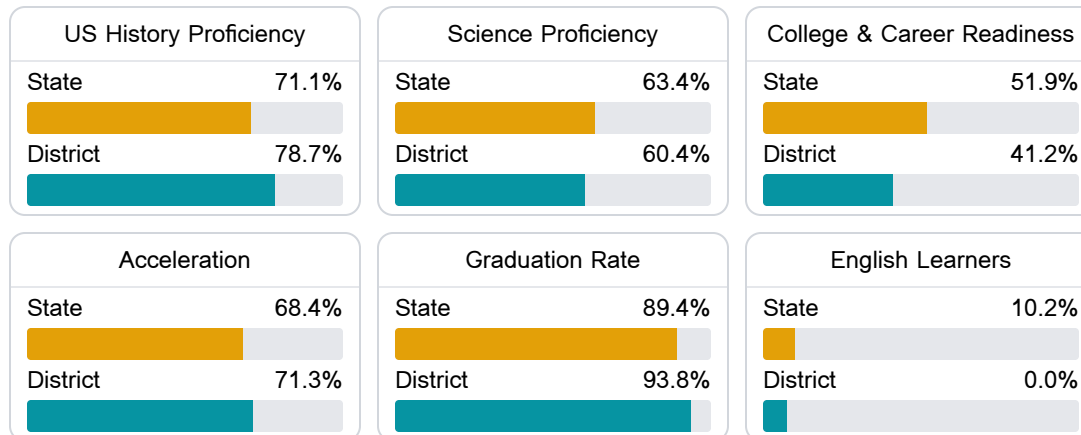 US History Proficiency
State 71.1%
District 78.7%
Science Proficiency
State 63.4%
District 60.4%
College & Career Readiness
State 51.9%
District 41.2%
Acceleration
State 68.4%
District 71.3%
Graduation Rate
State 89.4%
District 93.8%
English Learners
State 10.2%
District 0.0%